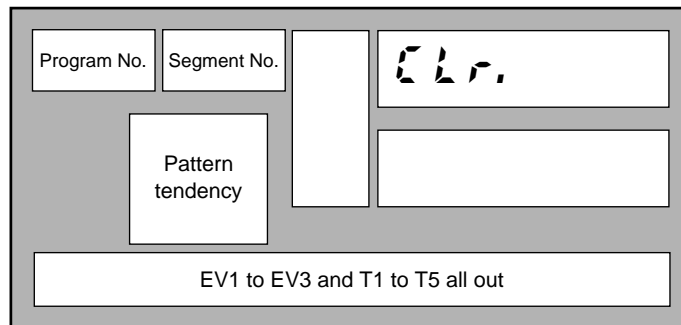 Program No.
Segment No.
CLr.
Pattern
tendency
EV1 to EV3 and T1 to T5 all out